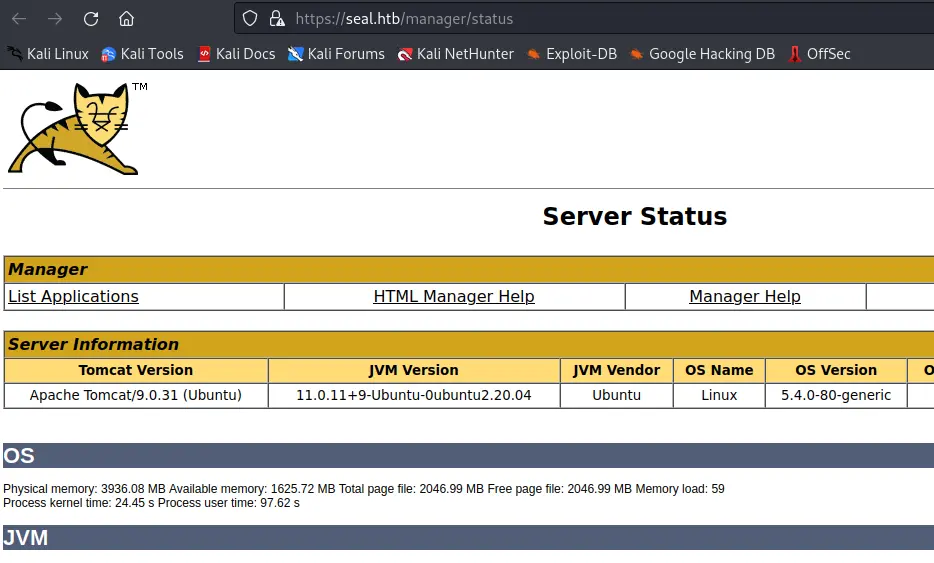 https://seal.htb/manager/status
Kali Linux Kali Tools Kali Docs Kali Forums Kali NetHunter Exploit-DB Google Hacking DB OffSec
TM
Server Status
Manager
List Applications HTML Manager Help Manager Help
Server Information
Tomcat Version JVM Version JVM Vendor OS Name OS Version O
Apache Tomcat/9.0.31 (Ubuntu) 11.0.11+9-Ubuntu-0ubuntu2.20.04 Ubuntu Linux 5.4.0-80-generic
OS
Physical memory: 3936.08 MB Available memory: 1625.72 MB Total page file: 2046.99 MB Free page file: 2046.99 MB Memory load: 59
Process kernel time: 24.45 s Process user time: 97.62 s
JVM